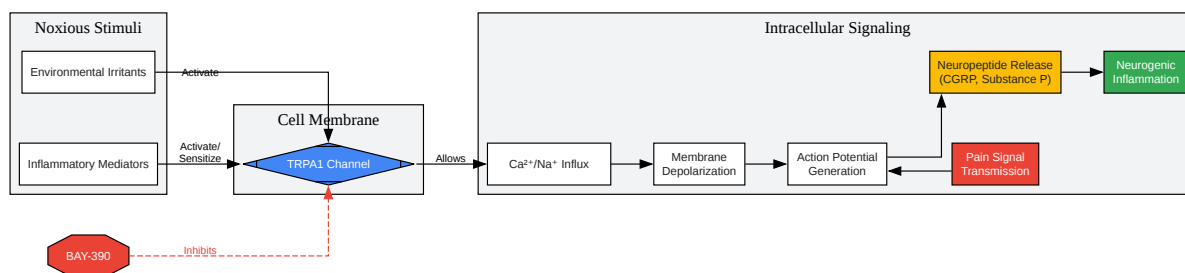 Noxious Stimuli
Environmental Irritants
Inflammatory Mediators
Activate
Activate/
Sensitize
Cell Membrane
TRPA1 Channel
BAY-390
Inhibits
Allows
Intracellular Signaling
Ca²⁺/Na⁺ Influx
Membrane
Depolarization
Action Potential
Generation
Neuropeptide Release
(CGRP, Substance P)
Neurogenic
Inflammation
Pain Signal
Transmission